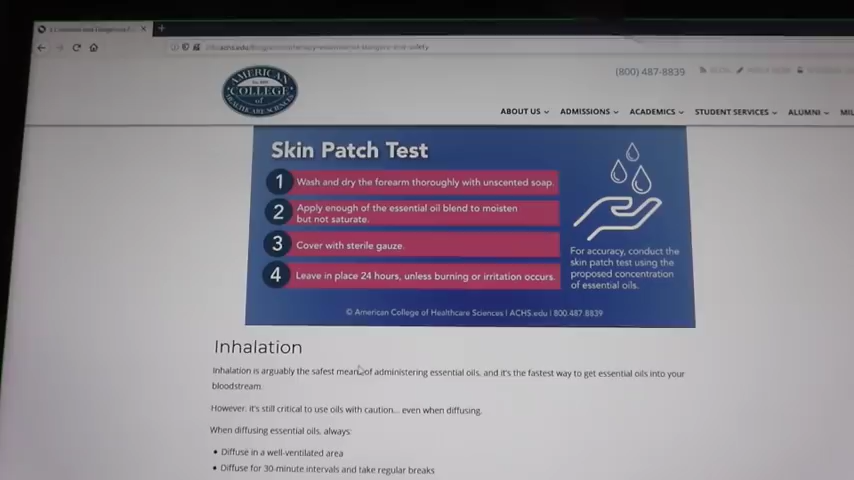 (800) 487-8839
AMERICAN
COLLEGE
of
HEALTHCARE SCIENCES
ABOUT US
ADMISSIONS
ACADEMICS
STUDENT SERVICES
ALUMNI
MIL
Skin Patch Test
1 Wash and dry the forearm thoroughly with unscented soap.
2 Apply enough of the essential oil blend to moisten
but not saturate.
3 Cover with sterile gauze.
4 Leave in place 24 hours, unless burning or irritation occurs.
For accuracy, conduct the
skin patch test using the
proposed concentration
of essential oils.
© American College of Healthcare Sciences | ACHS.edu | 800.487.8839
Inhalation
Inhalation is arguably the safest means of administering essential oils, and it's the fastest way to get essential oils into your
bloodstream.
However, it's still critical to use oils with caution... even when diffusing.
When diffusing essential oils, always:
• Diffuse in a well-ventilated area
• Diffuse for 30-minute intervals and take regular breaks